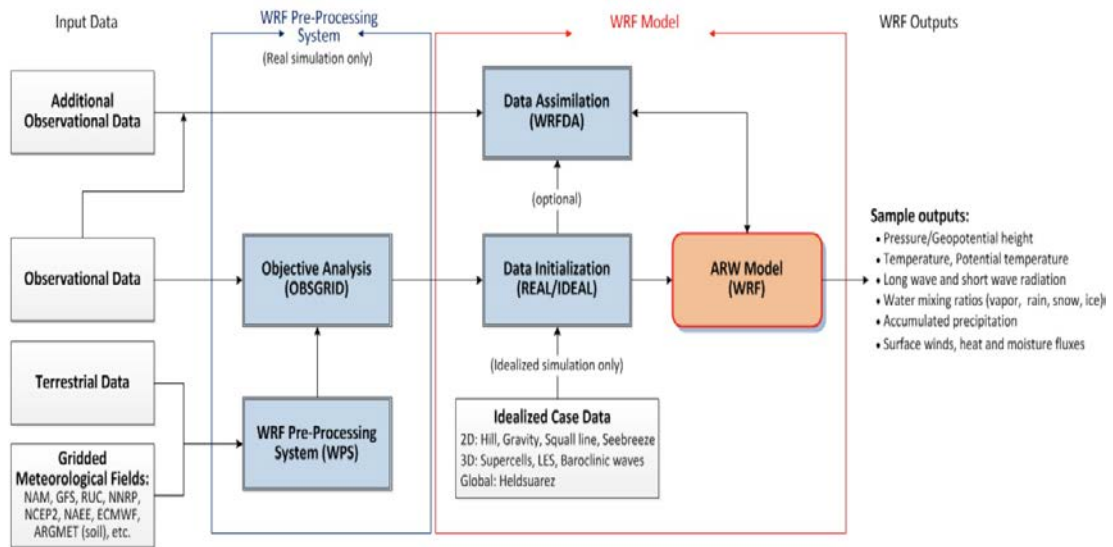 Input Data
WRF Pre-Processing
System
(Real simulation only)
WRF Model
WRF Outputs
Additional
Observational Data
Data Assimilation
(WRFDA)
(optional)
Observational Data
Objective Analysis
(OBSGRID)
Data Initialization
(REAL/IDEAL)
ARW Model
(WRF)
Sample outputs:
• Pressure/Geopotential height
• Temperature, Potential temperature
• Long wave and short wave radiation
• Water mixing ratios (vapor, rain, snow, ice)
• Accumulated precipitation
• Surface winds, heat and moisture fluxes
(Idealized simulation only)
Terrestrial Data
WRF Pre-Processing
System (WPS)
Idealized Case Data
2D: Hill, Gravity, Squall line, Seebreeze
3D: Supercells, LES, Baroclinic waves
Global: Heldsuarez
Gridded
Meteorological Fields:
NAM, GFS, RUC, NNRP,
NCEP2, NAEE, ECMWF,
ARGMET (soil), etc.